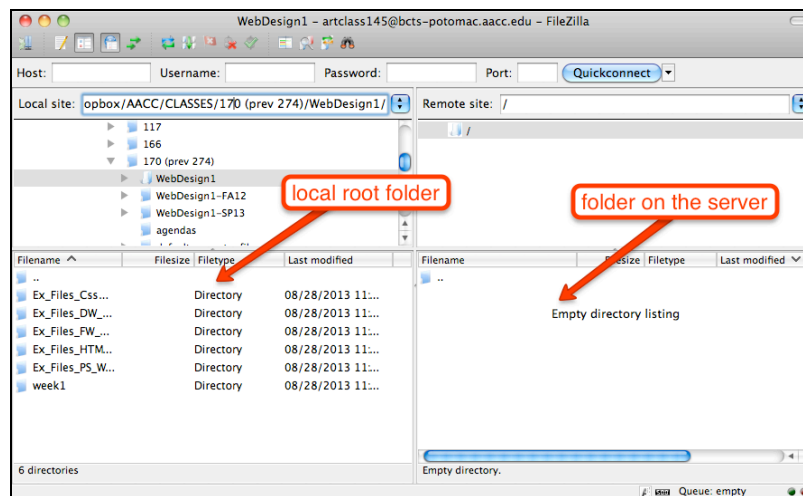 WebDesign1 - artclass145@bcts-potomac.aacc.edu - FileZilla
Host: Username: Password: Port: Quickconnect
Local site: opbox/AACC/CLASSES/170 (prev 274)/WebDesign1/
Remote site: /
117
166
170 (prev 274)
WebDesign1
WebDesign1-FA12
WebDesign1-SP13
agendas
/
local root folder
folder on the server
Filename Filesize Filetype Last modified
..
Ex_Files_Css... Directory 08/28/2013 11:...
Ex_Files_DW_... Directory 08/28/2013 11:...
Ex_Files_FW_... Directory 08/28/2013 11:...
Ex_Files_HTM... Directory 08/28/2013 11:...
Ex_Files_PS_W... Directory 08/28/2013 11:...
week1 Directory 08/28/2013 11:...
6 directories
Filename Filesize Filetype Last modified
..
Empty directory listing
Empty directory.
Queue: empty